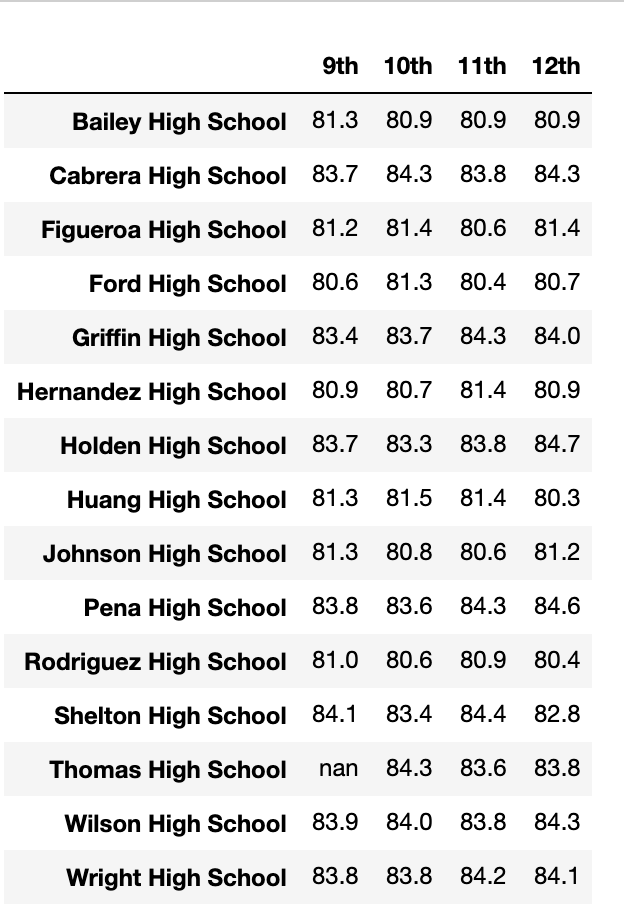 9th 10th 11th 12th
Bailey High School 81.3 80.9 80.9 80.9
Cabrera High School 83.7 84.3 83.8 84.3
Figueroa High School 81.2 81.4 80.6 81.4
Ford High School 80.6 81.3 80.4 80.7
Griffin High School 83.4 83.7 84.3 84.0
Hernandez High School 80.9 80.7 81.4 80.9
Holden High School 83.7 83.3 83.8 84.7
Huang High School 81.3 81.5 81.4 80.3
Johnson High School 81.3 80.8 80.6 81.2
Pena High School 83.8 83.6 84.3 84.6
Rodriguez High School 81.0 80.6 80.9 80.4
Shelton High School 84.1 83.4 84.4 82.8
Thomas High School nan 84.3 83.6 83.8
Wilson High School 83.9 84.0 83.8 84.3
Wright High School 83.8 83.8 84.2 84.1